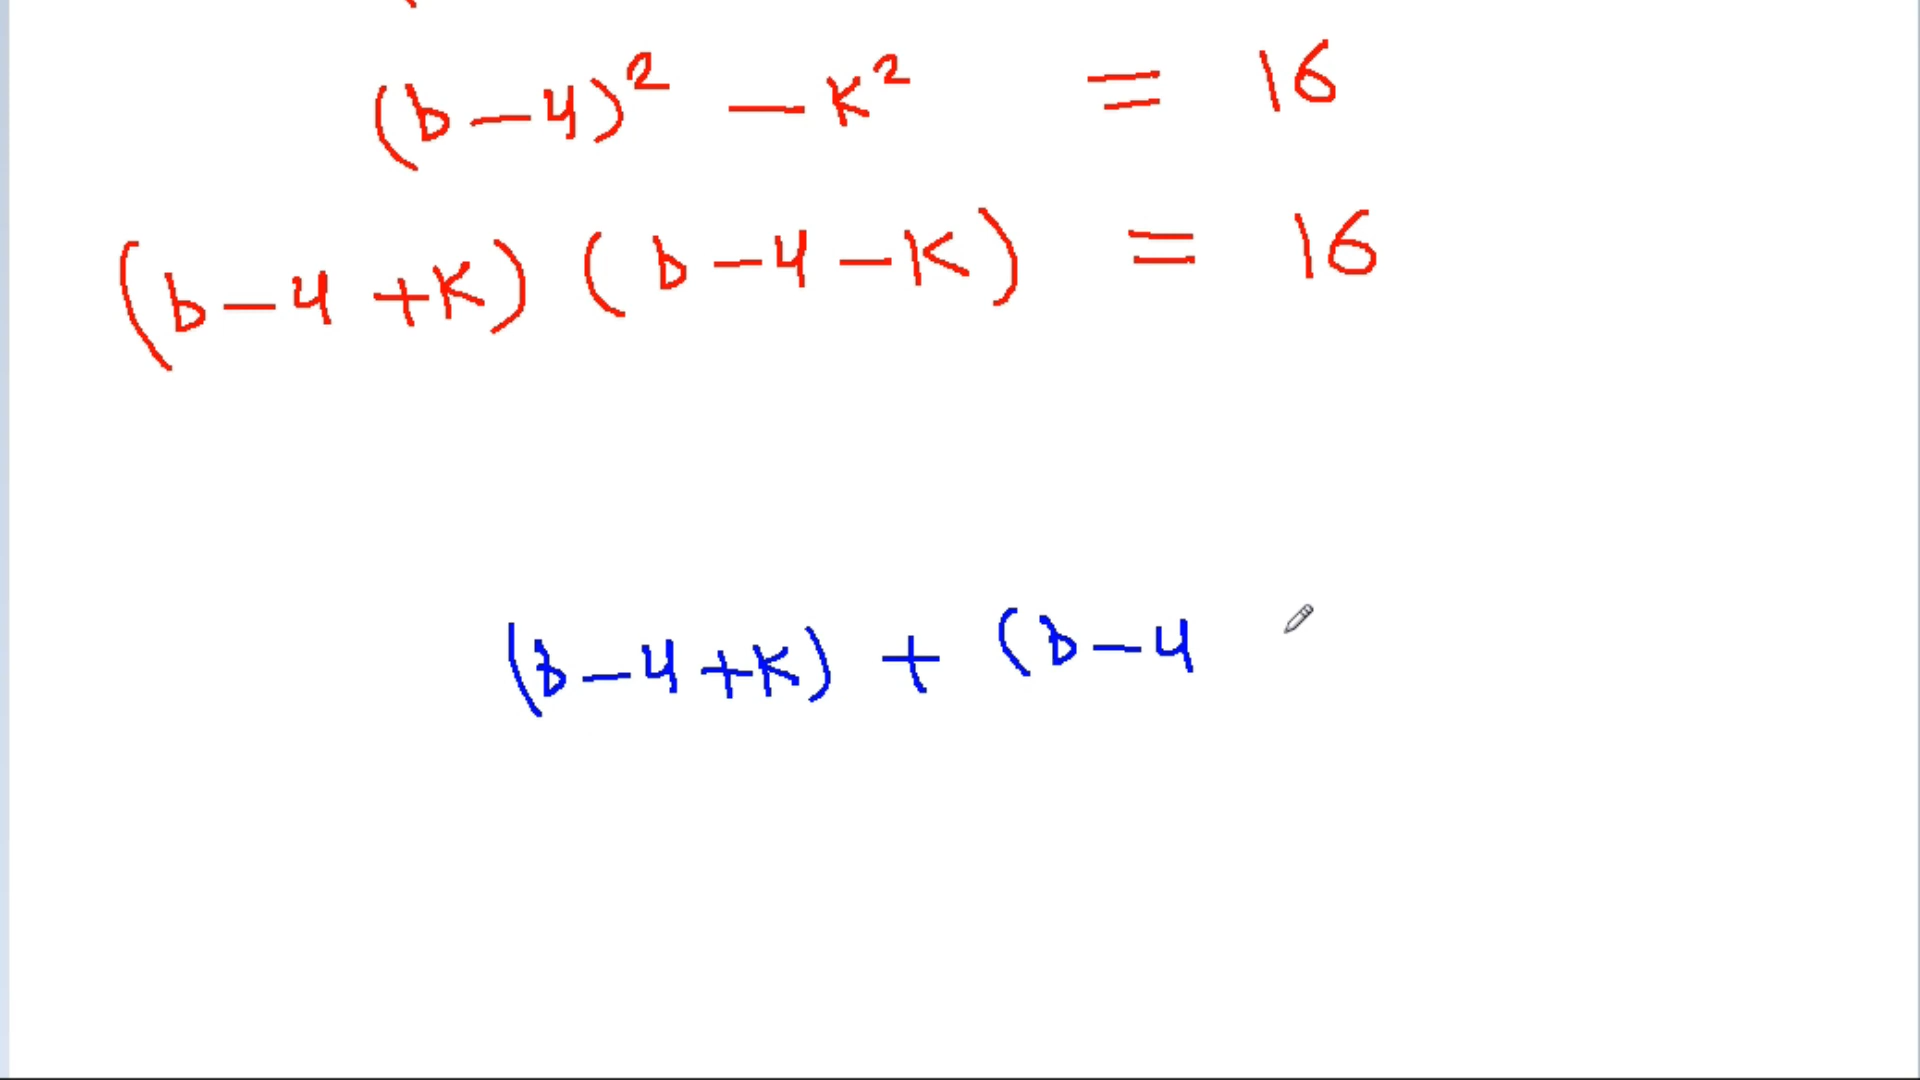 (b-4)² - K² = 16
(b-4+K) (b-4-K) = 16
(b-4+K) + (b-4